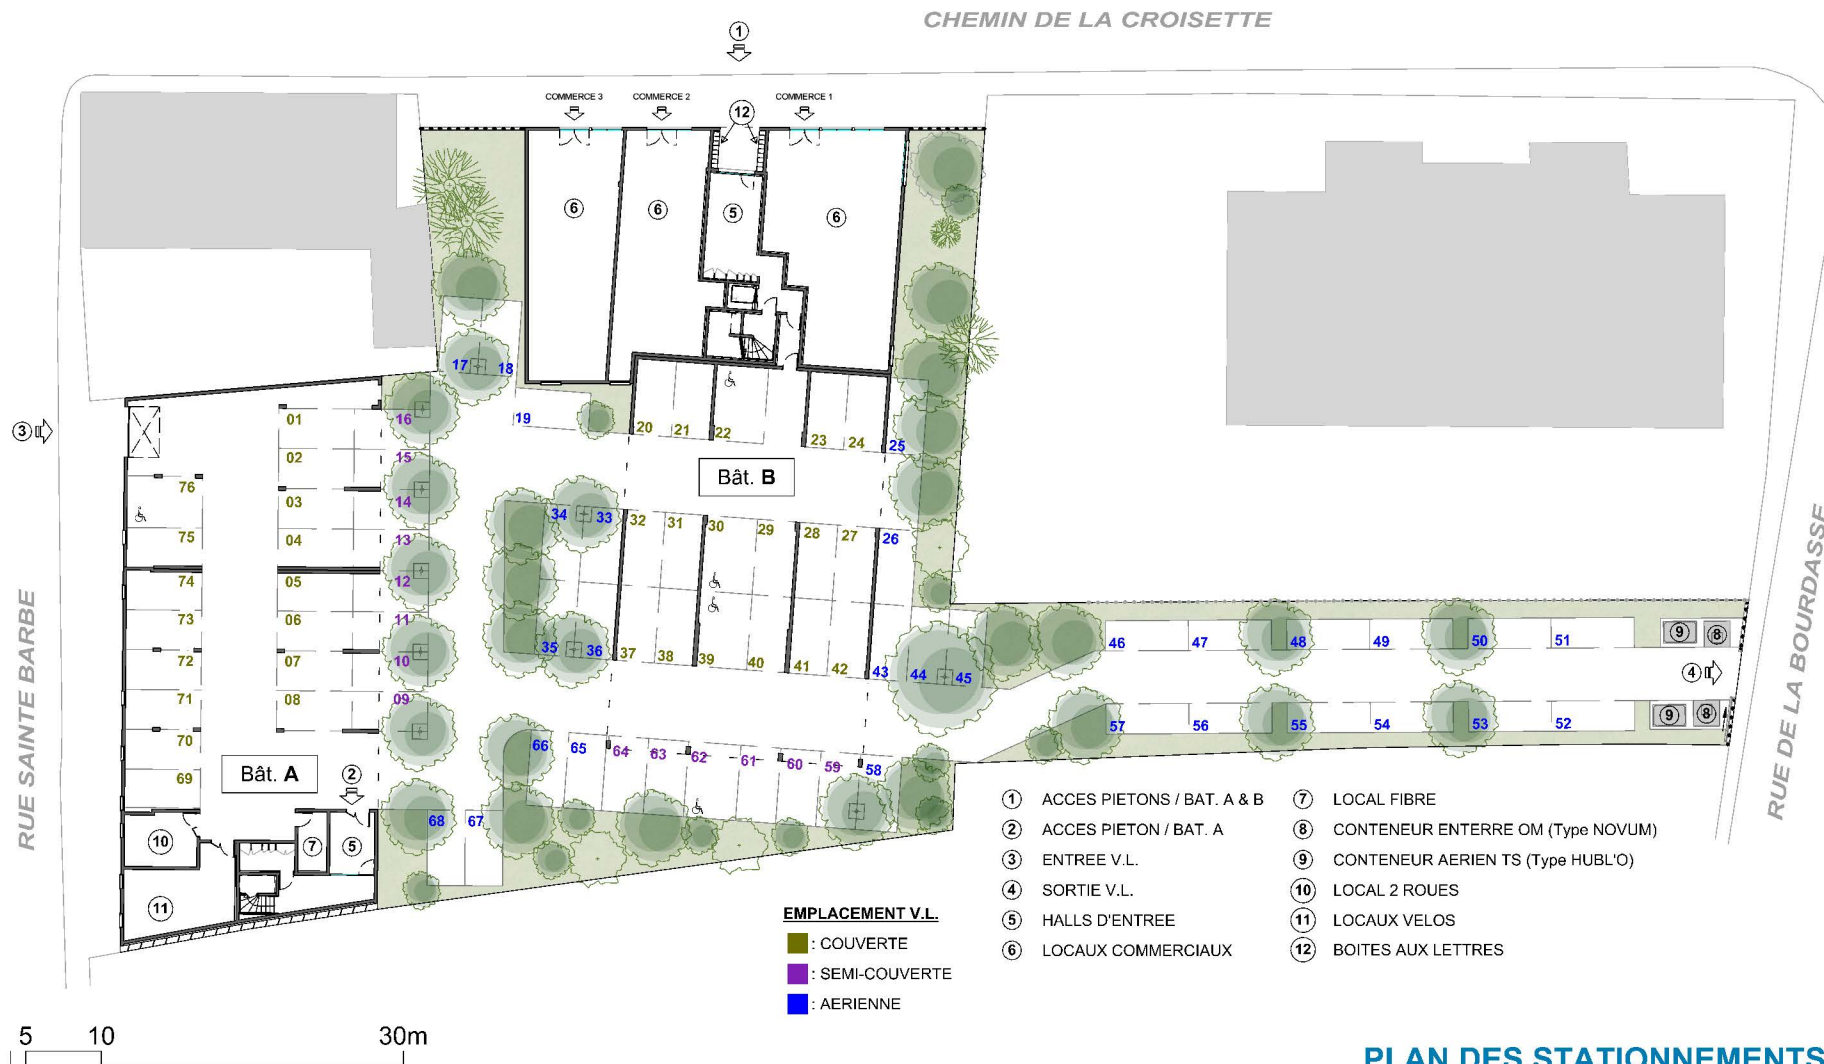 CHEMIN DE LA CROISETTE
1
COMMERCE 3 COMMERCE 2 COMMERCE 1
12
6 6 5 6
17 18
19
3
01 16
02 15
76 03 14
75 04 13
74 05 12
73 06 11
72 07 10
71 08 09
70
69
20 21 22 23 24 25
Bât. B
34 33 32 31 30 29 28 27 26
35 36 37 38 39 40 41 42 43 44 45
46 47 48 49 50 51
9 8
4
57 56 55 54 53 52
9 8
66 65 64 63 62 61 60 59 58
68 67
Bât. A
2
10 7 5
11
RUE SAINTE BARBE
RUE DE LA BOURDASSE
1 ACCES PIETONS / BAT. A & B
2 ACCES PIETON / BAT. A
3 ENTREE V.L.
4 SORTIE V.L.
5 HALLS D'ENTREE
6 LOCAUX COMMERCIAUX
7 LOCAL FIBRE
8 CONTENEUR ENTERRE OM (Type NOVUM)
9 CONTENEUR AERIEN TS (Type HUBL'O)
10 LOCAL 2 ROUES
11 LOCAUX VELOS
12 BOITES AUX LETTRES
EMPLACEMENT V.L.
: COUVERTE
: SEMI-COUVERTE
: AERIENNE
5 10 30m
PLAN DES STATIONNEMENTS